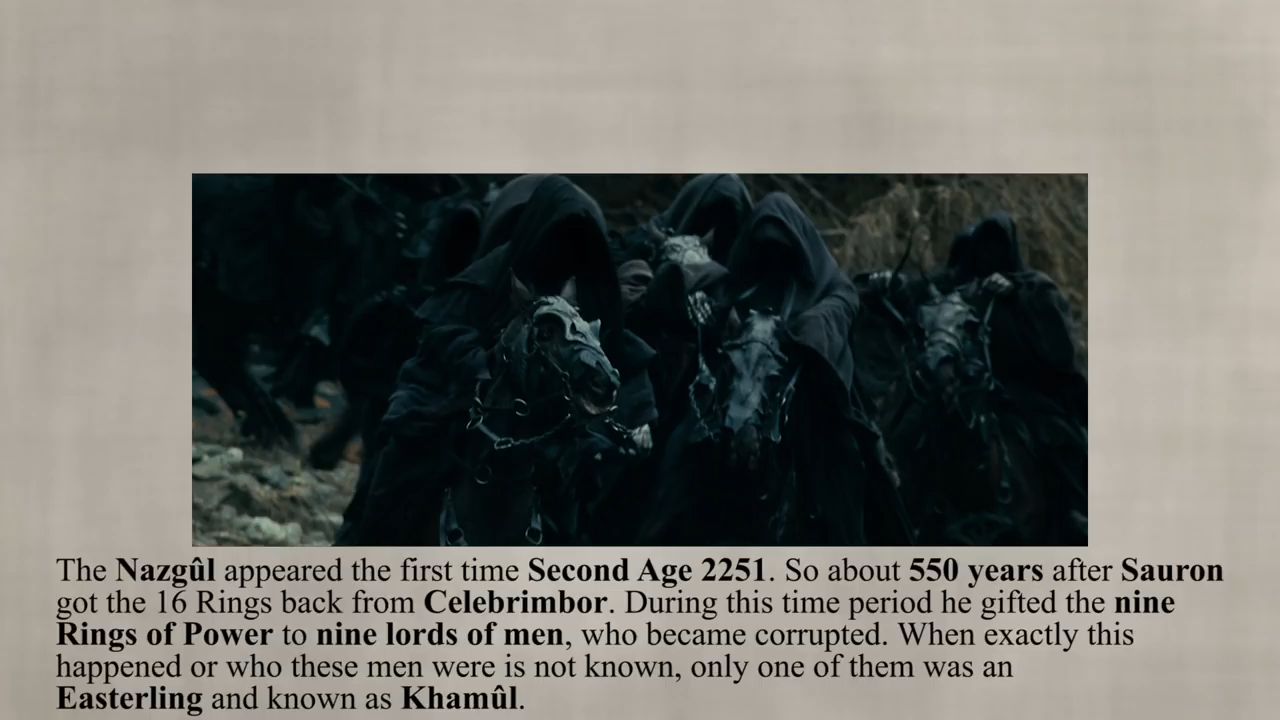 The Nazgûl appeared the first time Second Age 2251. So about 550 years after Sauron
got the 16 Rings back from Celebrimbor. During this time period he gifted the nine
Rings of Power to nine lords of men, who became corrupted. When exactly this
happened or who these men were is not known, only one of them was an
Easterling and known as Khamûl.